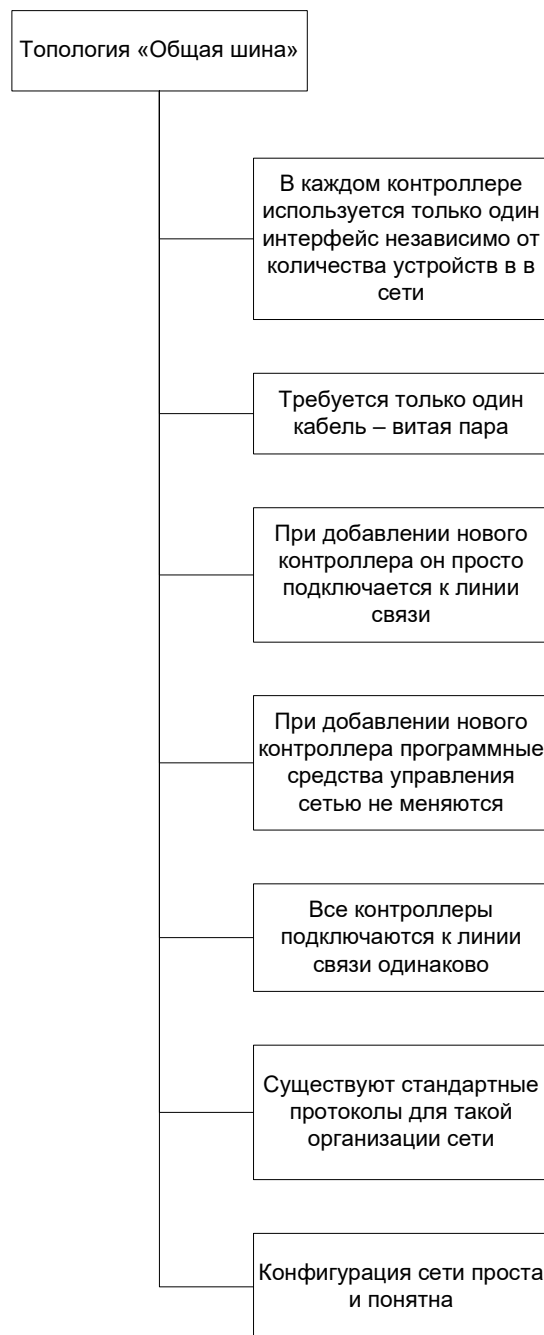 Топология «Общая шина»
В каждом контроллере
используется только один
интерфейс независимо от
количества устройств в в
сети
Требуется только один
кабель – витая пара
При добавлении нового
контроллера он просто
подключается к линии
связи
При добавлении нового
контроллера программные
средства управления
сетью не меняются
Все контроллеры
подключаются к линии
связи одинаково
Существуют стандартные
протоколы для такой
организации сети
Конфигурация сети проста
и понятна